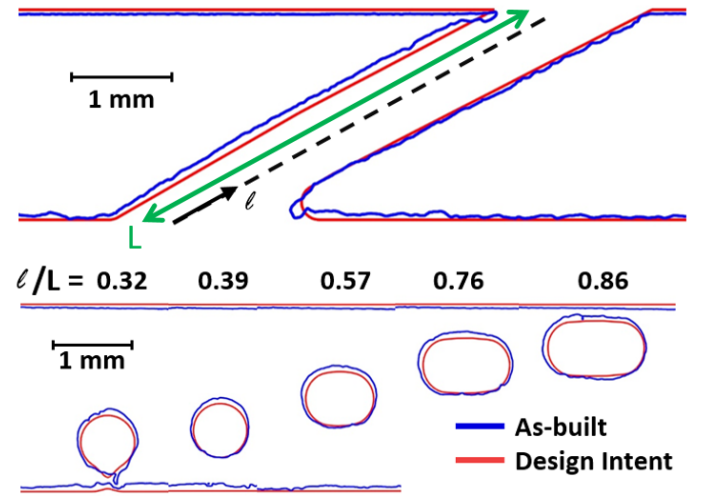 1 mm
ℓ
L
ℓ/L = 0.32 0.39 0.57 0.76 0.86
1 mm
As-built
Design Intent